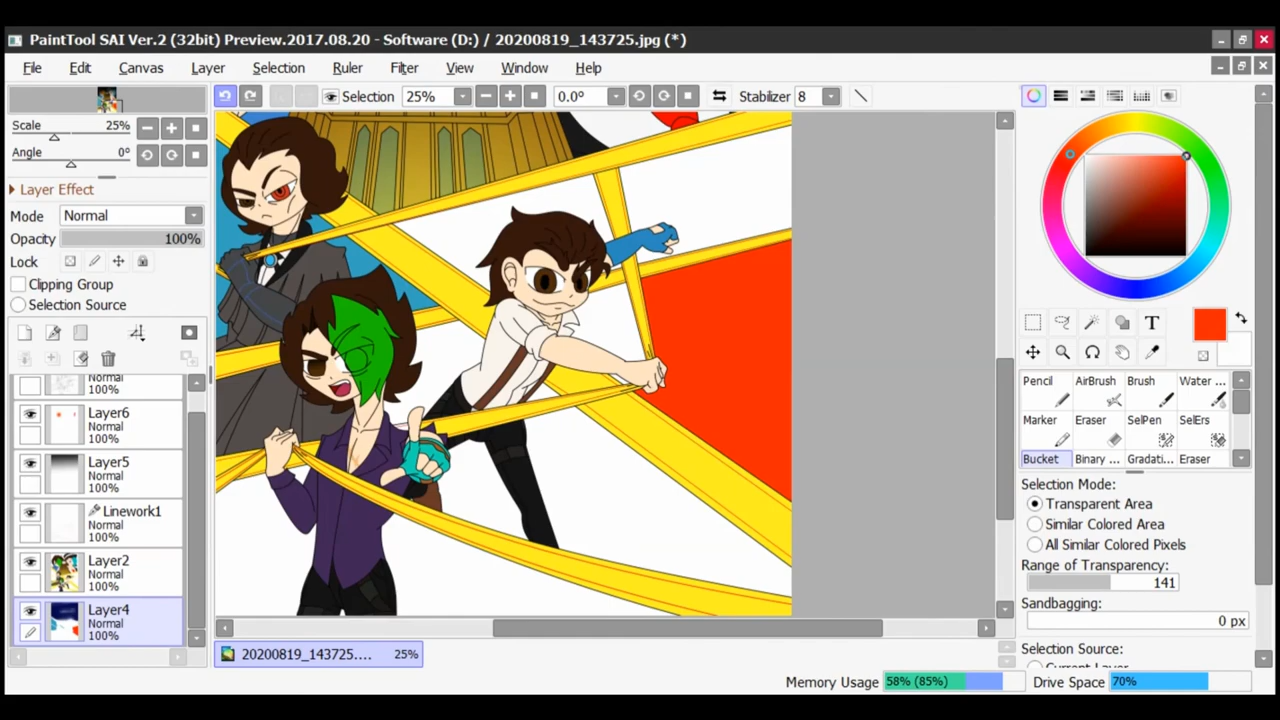 PaintTool SAI Ver.2 (32bit) Preview.2017.08.20 - Software (D:) / 20200819_143725.jpg (*)
File Edit Canvas Layer Selection Ruler Filter View Window Help
Selection 25% 0.0° Stabilizer 8
Scale 25%
Angle 0°
Layer Effect
Mode Normal
Opacity 100%
Lock
Clipping Group
Selection Source
Normal
100%
Layer6
Normal
100%
Layer5
Normal
100%
Linework1
Normal
100%
Layer2
Normal
100%
Layer4
Normal
100%
20200819_143725.... 25%
T
Pencil AirBrush Brush Water ...
Marker Eraser SelPen SelErs
Bucket Binary ... Gradati... Eraser
Selection Mode:
Transparent Area
Similar Colored Area
All Similar Colored Pixels
Range of Transparency:
141
Sandbagging:
0 px
Selection Source:
Current Layer
Memory Usage 58% (85%) Drive Space 70%